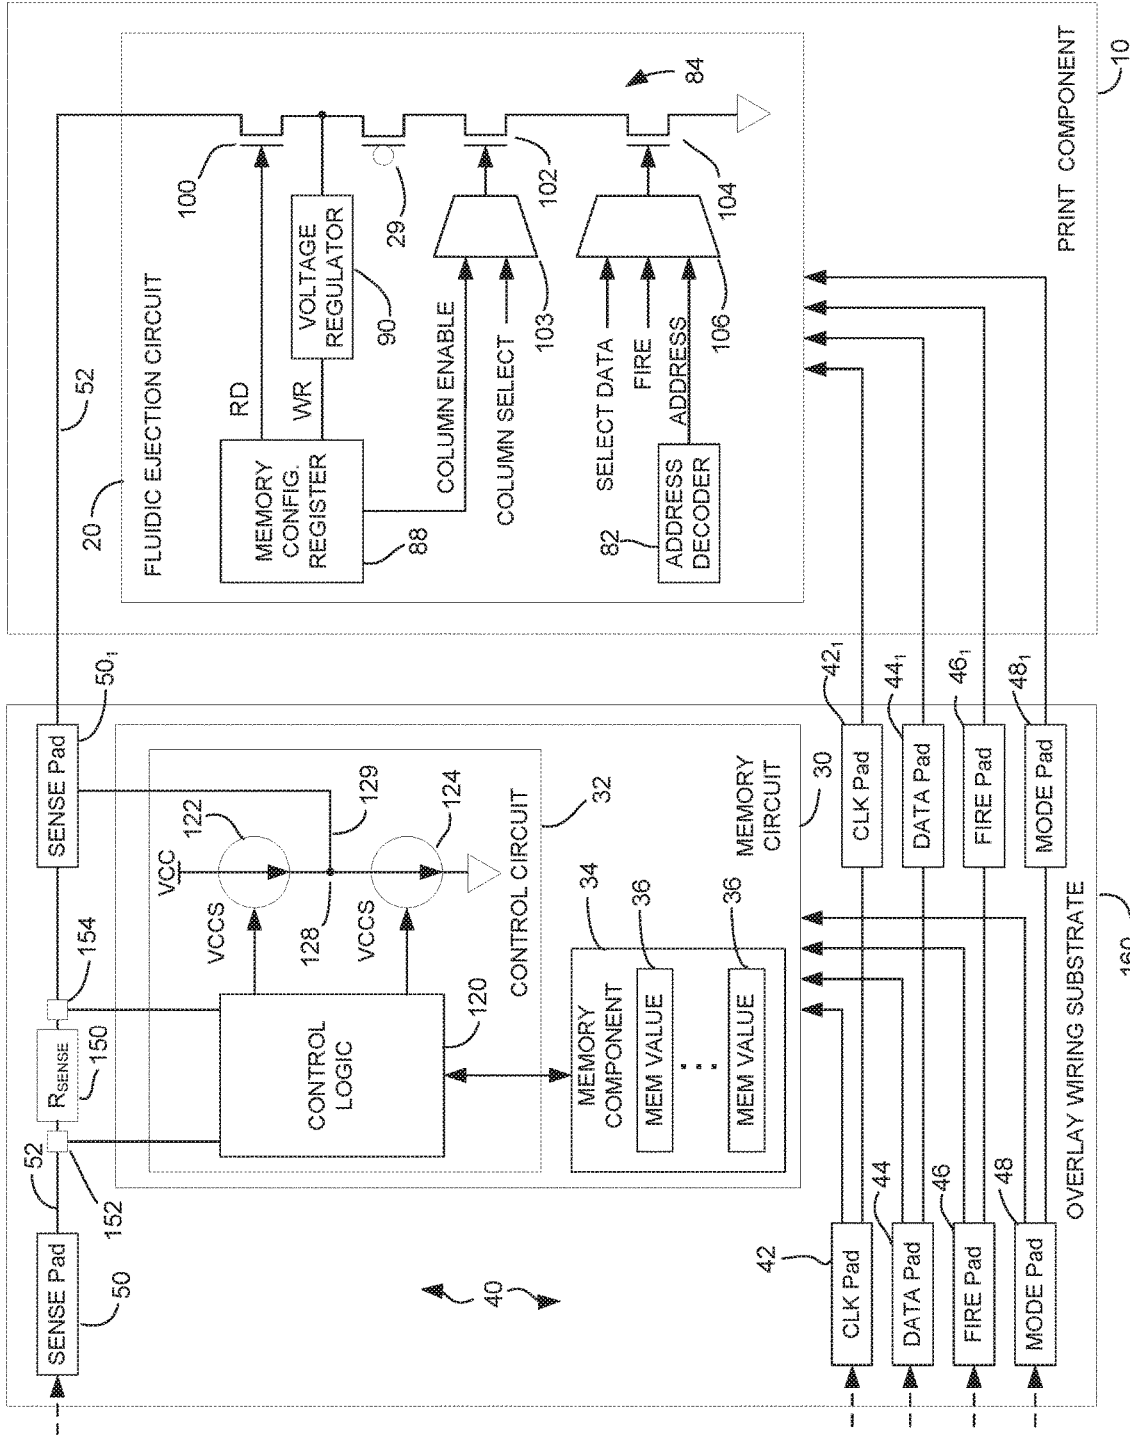 52
SENSE Pad
50
152
52
R_SENSE
150
154
SENSE Pad
50₁
CONTROL
LOGIC
120
VCCS
VCCS
VCC
122
128
129
124
CONTROL CIRCUIT
32
MEMORY
COMPONENT
34
MEM VALUE
36
MEM VALUE
36
MEMORY
CIRCUIT
30
40
42
CLK Pad
44
DATA Pad
46
FIRE Pad
48
MODE Pad
CLK Pad
42₁
DATA Pad
44₁
FIRE Pad
46₁
MODE Pad
48₁
OVERLAY WIRING SUBSTRATE
160
20
FLUIDIC EJECTION CIRCUIT
MEMORY
CONFIG.
REGISTER
88
RD
WR
VOLTAGE
REGULATOR
90
100
29
COLUMN ENABLE
COLUMN SELECT
103
102
SELECT DATA
FIRE
ADDRESS
82
ADDRESS
DECODER
106
104
84
PRINT COMPONENT
10